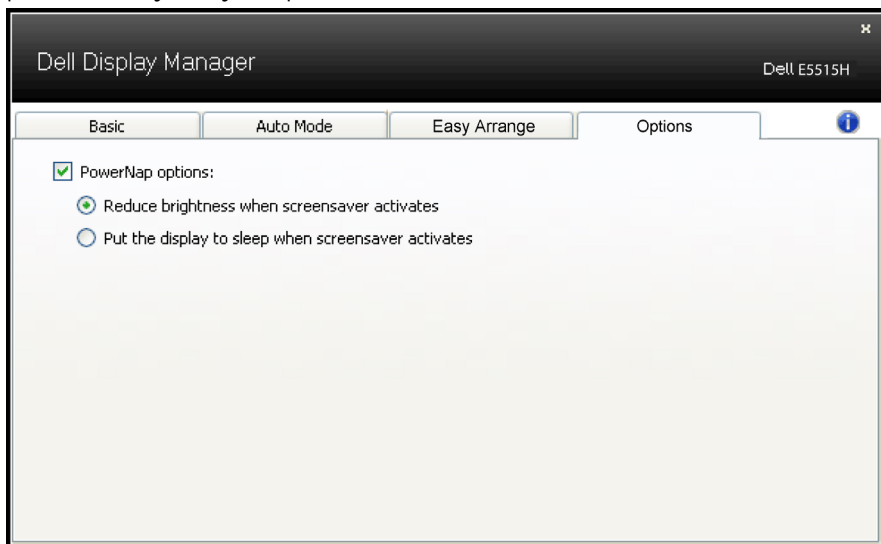 Dell Display Manager
Dell E5515H
Basic
Auto Mode
Easy Arrange
Options
PowerNap options:
Reduce brightness when screensaver activates
Put the display to sleep when screensaver activates